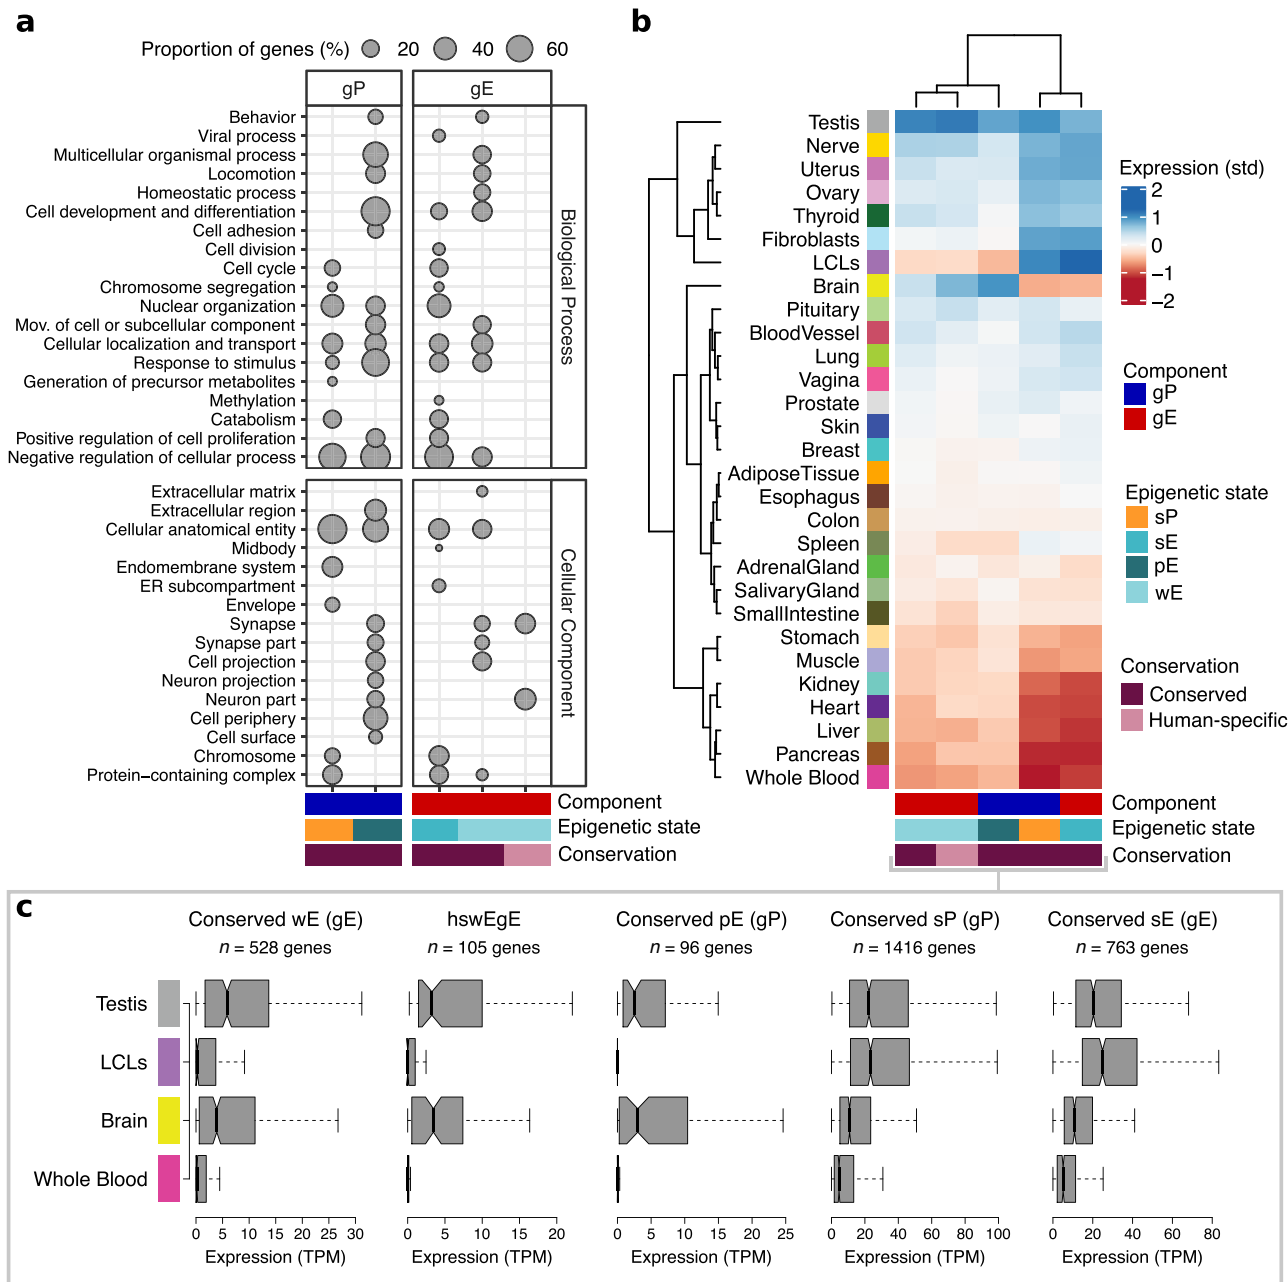 a
Proportion of genes (%) 20 40 60
gP gE
Behavior
Viral process
Multicellular organismal process
Locomotion
Homeostatic process
Cell development and differentiation
Cell adhesion
Cell division
Cell cycle
Chromosome segregation
Nuclear organization
Mov. of cell or subcellular component
Cellular localization and transport
Response to stimulus
Generation of precursor metabolites
Methylation
Catabolism
Positive regulation of cell proliferation
Negative regulation of cellular process
Biological Process
Extracellular matrix
Extracellular region
Cellular anatomical entity
Midbody
Endomembrane system
ER subcompartment
Envelope
Synapse
Synapse part
Cell projection
Neuron projection
Neuron part
Cell periphery
Cell surface
Chromosome
Protein−containing complex
Cellular Component
Component
Epigenetic state
Conservation
b
Testis
Nerve
Uterus
Ovary
Thyroid
Fibroblasts
LCLs
Brain
Pituitary
BloodVessel
Lung
Vagina
Prostate
Skin
Breast
AdiposeTissue
Esophagus
Colon
Spleen
AdrenalGland
SalivaryGland
SmallIntestine
Stomach
Muscle
Kidney
Heart
Liver
Pancreas
Whole Blood
Component
Epigenetic state
Conservation
Expression (std)
2
1
0
−1
−2
Component
gP
gE
Epigenetic state
sP
sE
pE
wE
Conservation
Conserved
Human-specific
c
Conserved wE (gE) hswEgE Conserved pE (gP) Conserved sP (gP) Conserved sE (gE)
n = 528 genes n = 105 genes n = 96 genes n = 1416 genes n = 763 genes
Testis
LCLs
Brain
Whole Blood
0 5 10 15 20 25 30 0 5 10 15 20 0 5 10 15 20 25 0 20 40 60 80 100 0 20 40 60 80
Expression (TPM) Expression (TPM) Expression (TPM) Expression (TPM) Expression (TPM)